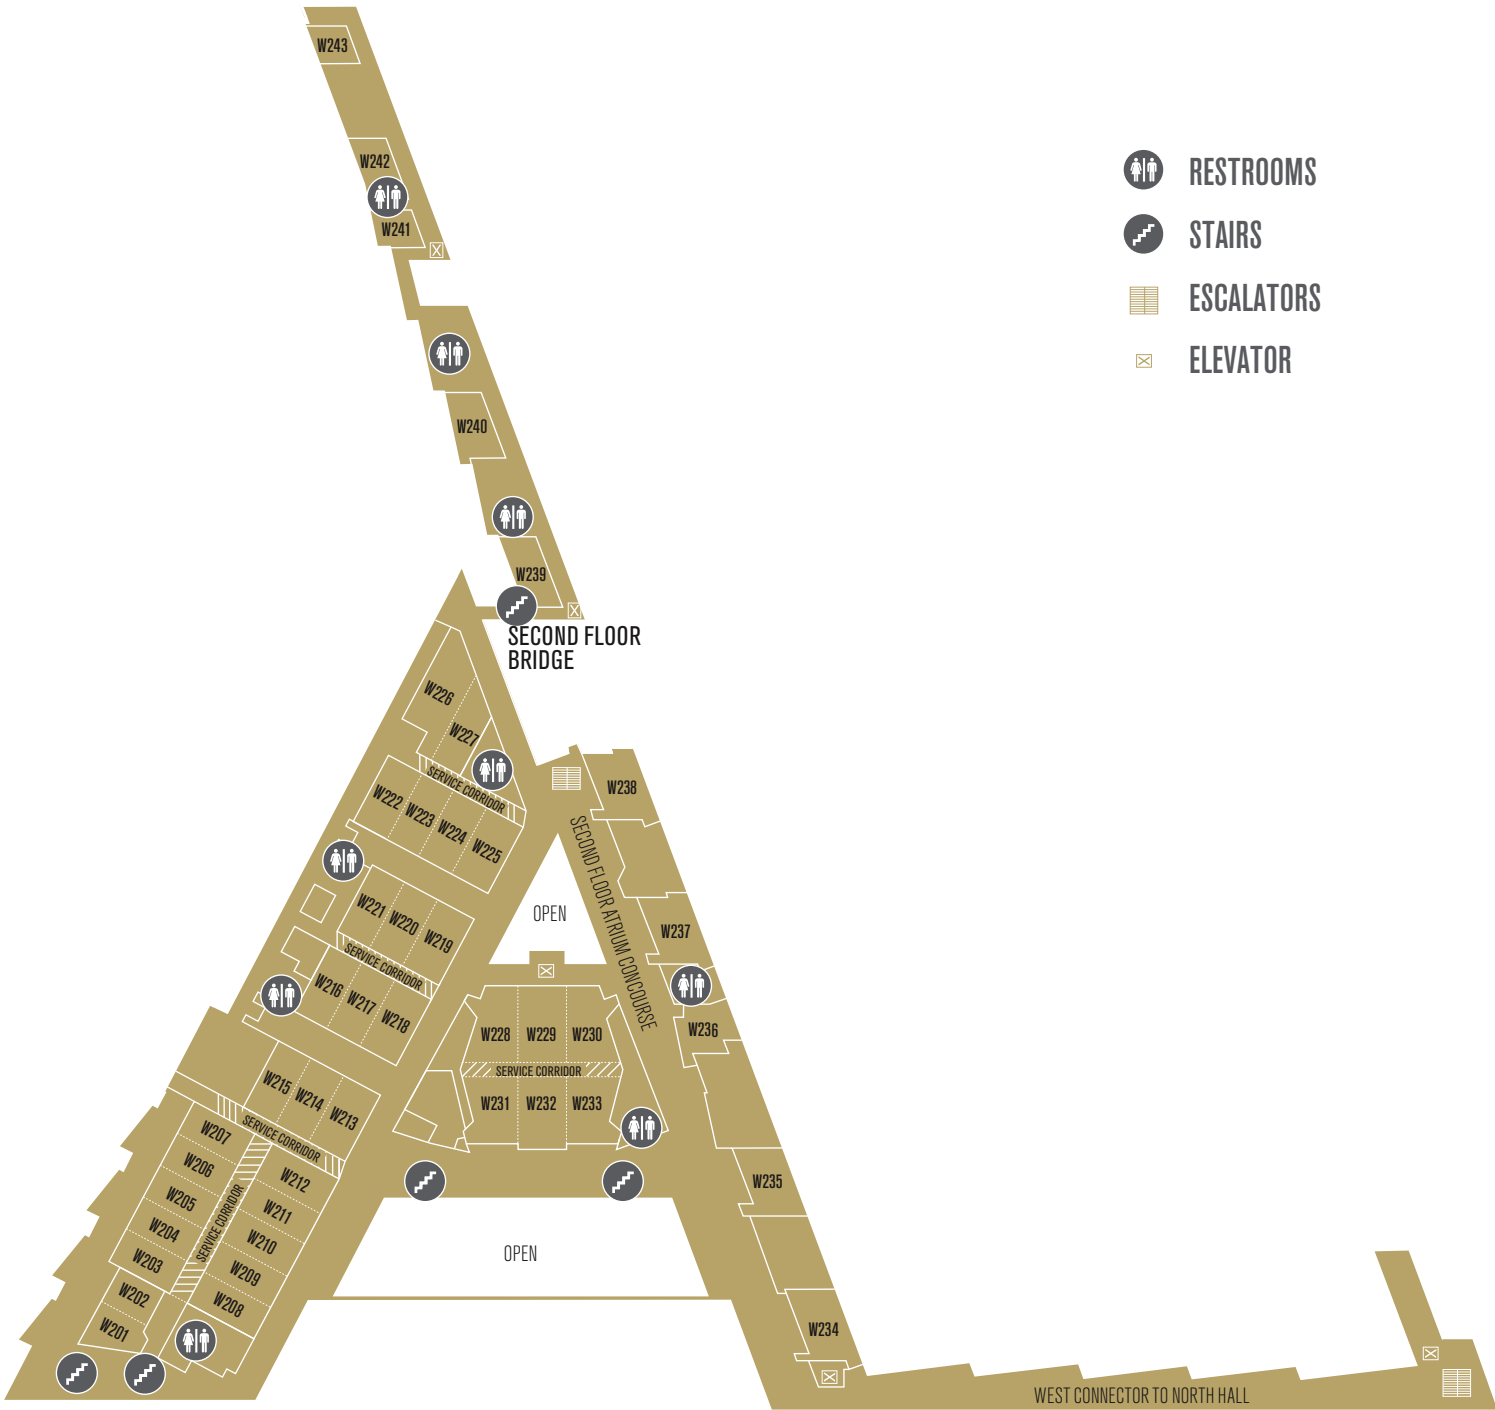 W243
W242
W241
RESTROOMS
STAIRS
ESCALATORS
ELEVATOR
W240
W239
SECOND FLOOR
BRIDGE
W226
W227
SERVICE CORRIDOR
W222
W223
W224
W225
W238
SECOND FLOOR ATRIUM CONCOURSE
OPEN
W221
W220
W219
SERVICE CORRIDOR
W216
W217
W218
W237
W236
W228
W229
W230
SERVICE CORRIDOR
W231
W232
W233
W215
W214
W213
SERVICE CORRIDOR
W207
W206
W205
W204
W203
W202
W201
SERVICE CORRIDOR
W212
W211
W210
W209
W208
W235
OPEN
W234
WEST CONNECTOR TO NORTH HALL